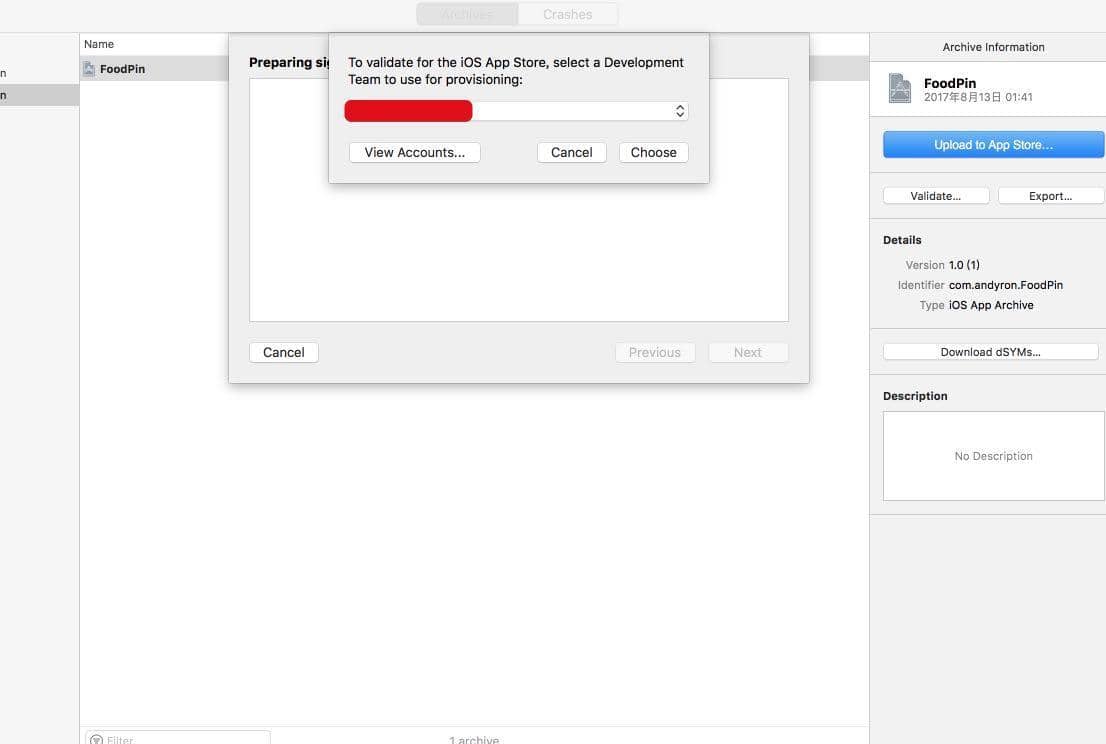 Archives
Crashes
n
n
Name
FoodPin
Preparing
To validate for the iOS App Store, select a Development
Team to use for provisioning:
View Accounts...
Cancel
Choose
Cancel
Previous
Next
Filter
1 archive
Archive Information
FoodPin
2017年8月13日 01:41
Upload to App Store...
Validate...
Export...
Details
Version 1.0 (1)
Identifier com.andyron.FoodPin
Type iOS App Archive
Download dSYMs...
Description
No Description